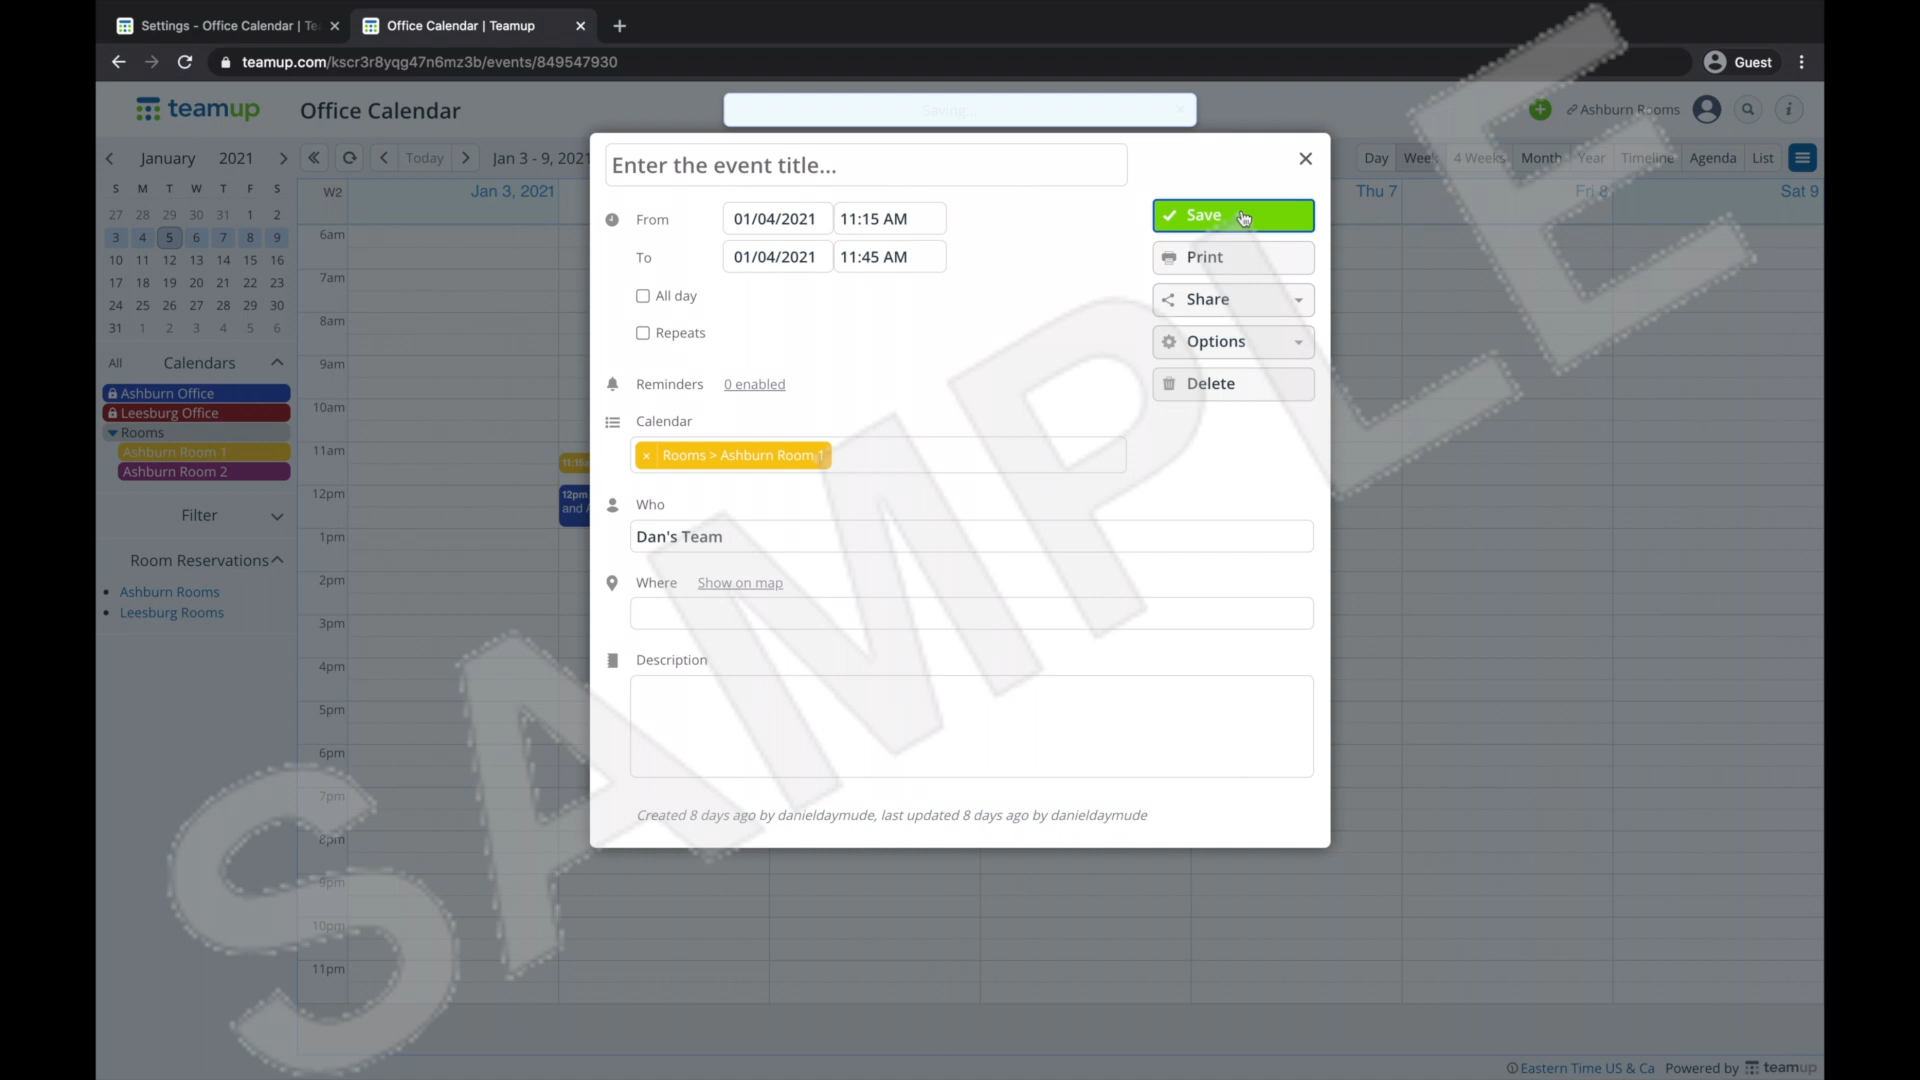 Settings - Office Calendar | Te
Office Calendar | Teamup
teamup.com/kscr3r8yqg47n6mz3b/events/849547930
Guest
teamup
Office Calendar
Saving...
Ashburn Rooms
January 2021
Today
Jan 3 - 9, 2021
Day Week 4 Weeks Month Year Timeline Agenda List
S M T W T F S
27 28 29 30 31 1 2
3 4 5 6 7 8 9
10 11 12 13 14 15 16
17 18 19 20 21 22 23
24 25 26 27 28 29 30
31 1 2 3 4 5 6
W2
Jan 3, 2021
Thu 7
Fri 8
Sat 9
6am
7am
8am
9am
10am
11am
12pm
1pm
2pm
3pm
4pm
5pm
6pm
7pm
8pm
9pm
10pm
11pm
All Calendars
Ashburn Office
Leesburg Office
Rooms
Ashburn Room 1
Ashburn Room 2
Filter
Room Reservations
Ashburn Rooms
Leesburg Rooms
11:15a
12pm
and
Enter the event title...
From 01/04/2021 11:15 AM
To 01/04/2021 11:45 AM
All day
Repeats
Reminders 0 enabled
Calendar
Rooms > Ashburn Room 1
Who
Dan's Team
Where Show on map
Description
Created 8 days ago by danieldaymude, last updated 8 days ago by danieldaymude
Save
Print
Share
Options
Delete
Eastern Time US & Ca Powered by teamup
SAMPLE